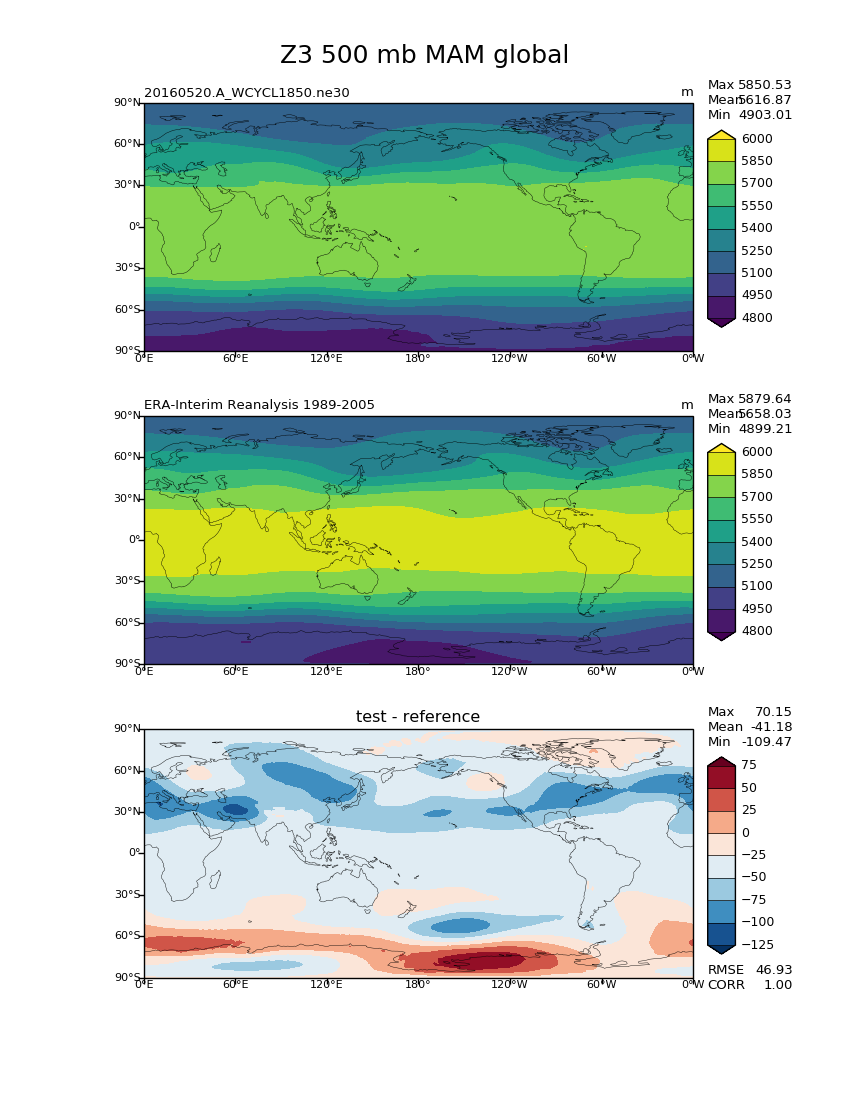 Z3 500 mb MAM global
20160520.A_WCYCL1850.ne30
m
Max 5850.53
Mean 5616.87
Min 4903.01
90°N
60°N
30°N
0°
30°S
60°S
90°S
0°E 60°E 120°E 180° 120°W 60°W 0°W
6000
5850
5700
5550
5400
5250
5100
4950
4800
ERA-Interim Reanalysis 1989-2005
m
Max 5879.64
Mean 5658.03
Min 4899.21
90°N
60°N
30°N
0°
30°S
60°S
90°S
0°E 60°E 120°E 180° 120°W 60°W 0°W
6000
5850
5700
5550
5400
5250
5100
4950
4800
test - reference
Max 70.15
Mean -41.18
Min -109.47
90°N
60°N
30°N
0°
30°S
60°S
90°S
0°E 60°E 120°E 180° 120°W 60°W 0°W
75
50
25
0
−25
−50
−75
−100
−125
RMSE 46.93
CORR 1.00